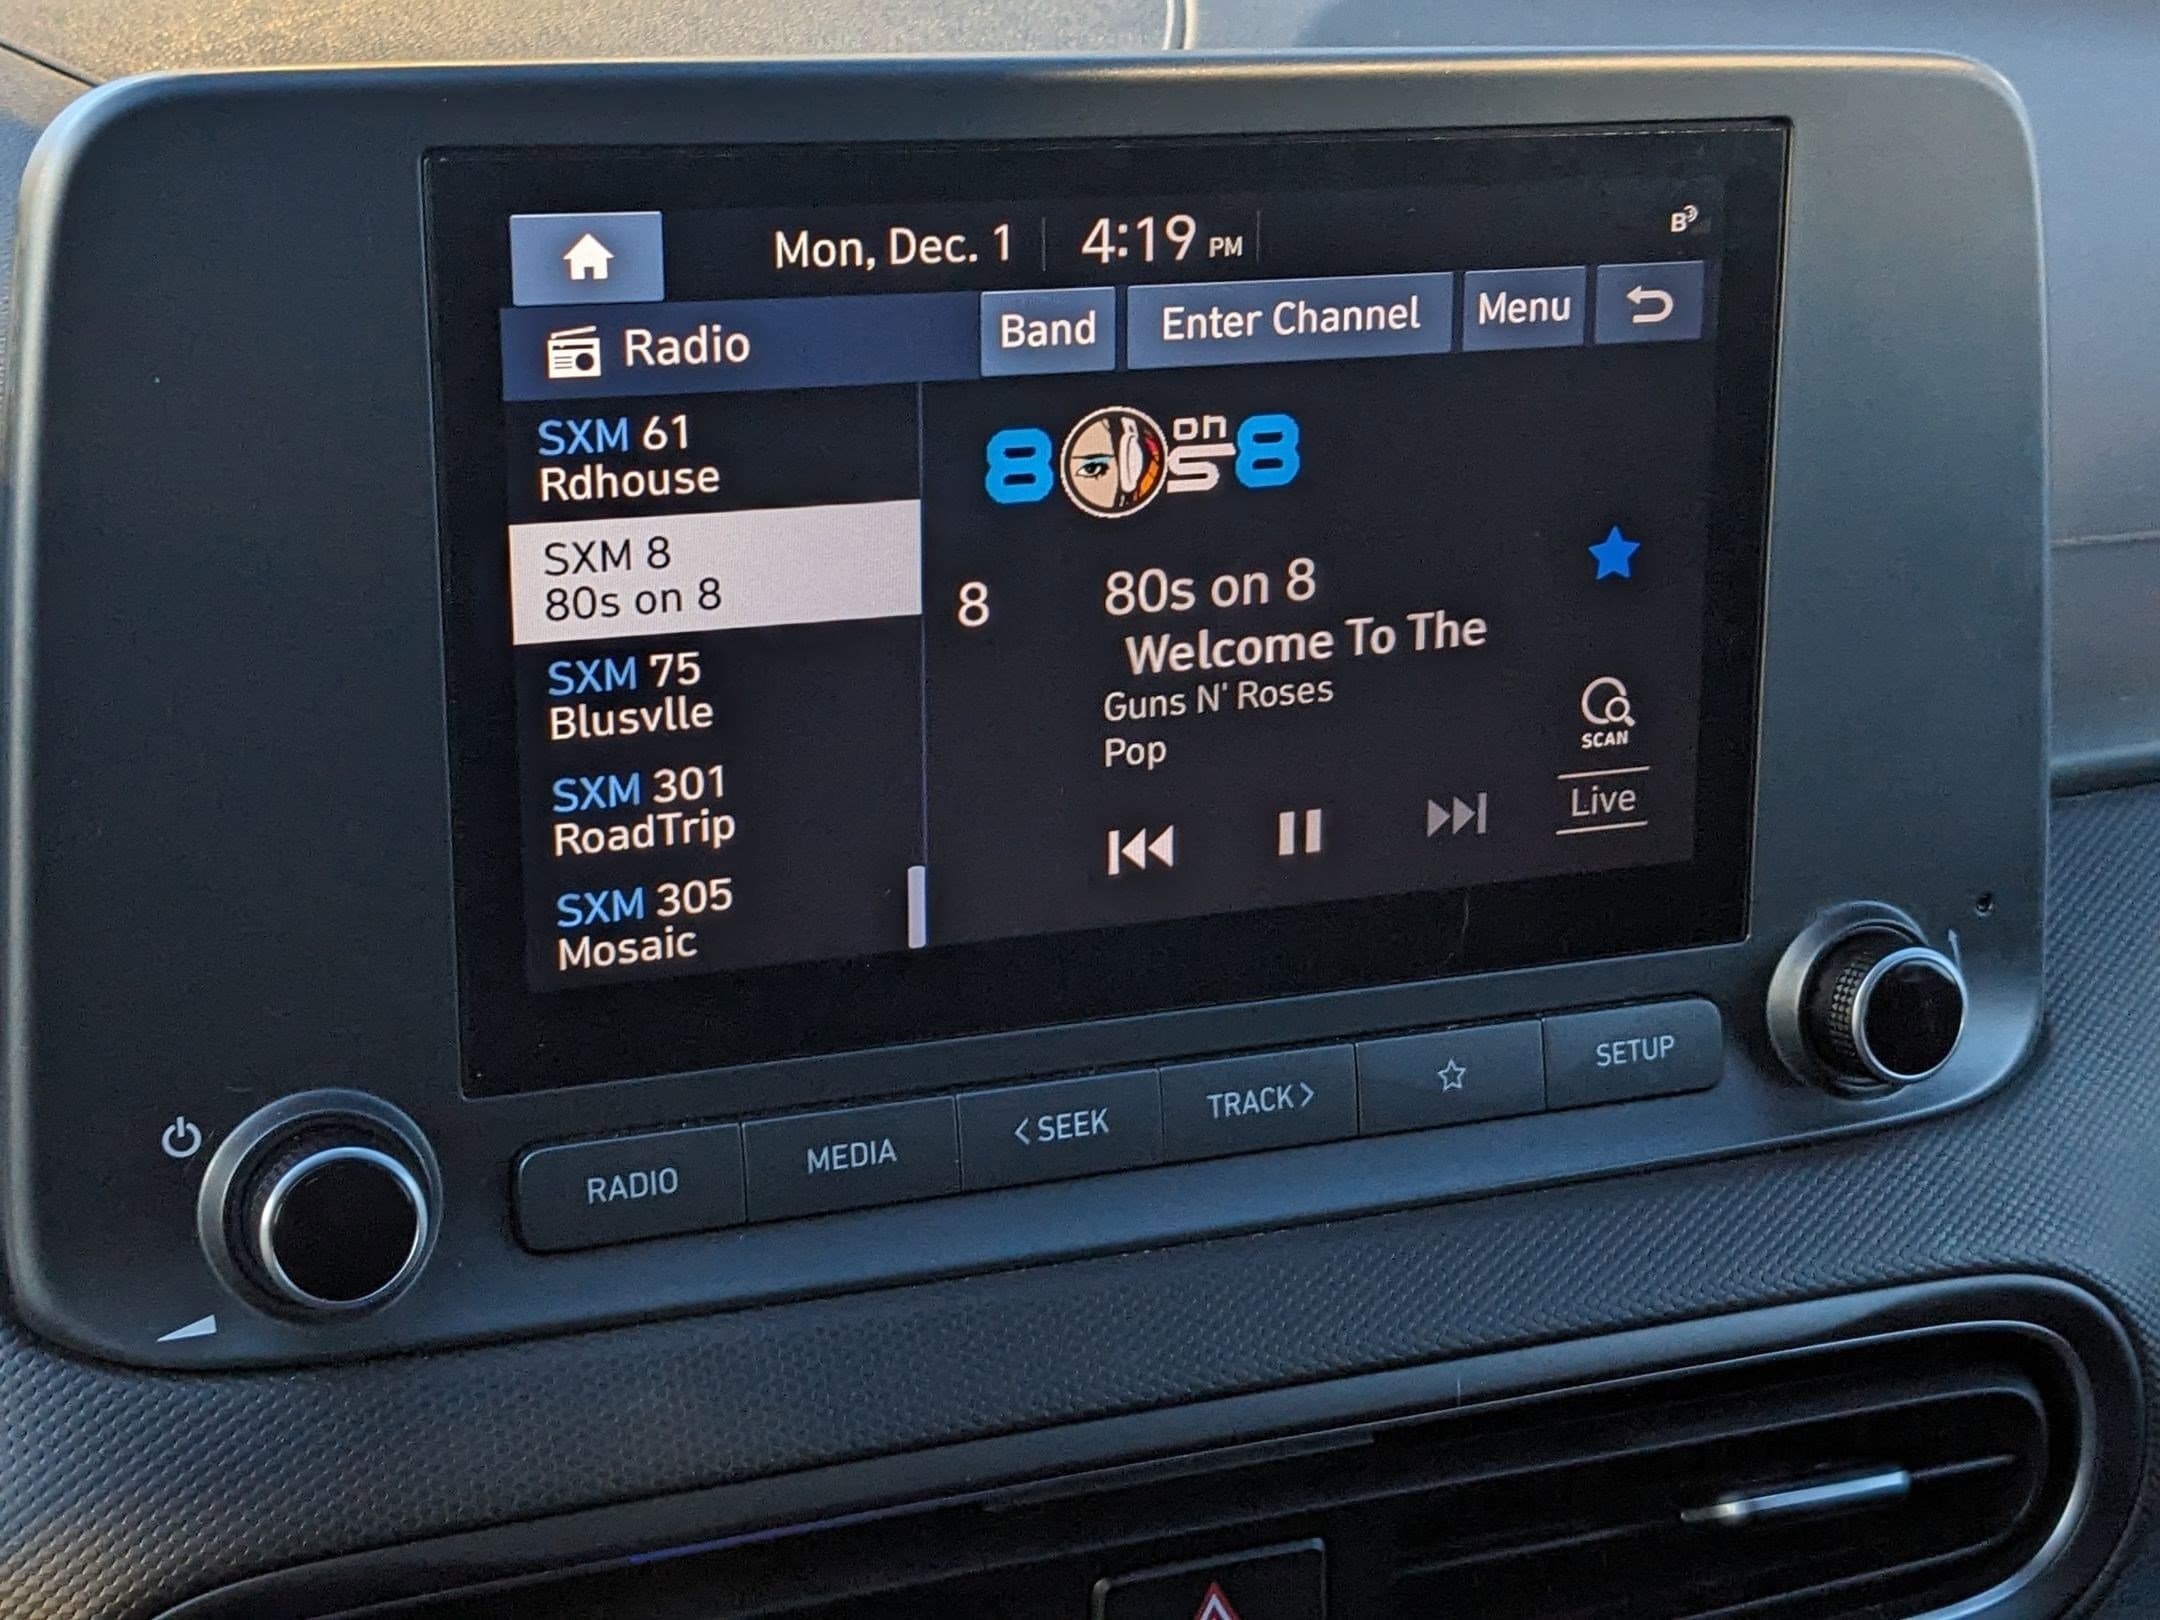 Mon, Dec. 1 4:19 PM
B
Radio Band Enter Channel Menu
SXM 61
Rdhouse
SXM 8
80s on 8
SXM 75
Blusvlle
SXM 301
RoadTrip
SXM 305
Mosaic
80s on 8
8 80s on 8
Welcome To The
Guns N' Roses
Pop
SCAN
Live
RADIO MEDIA <SEEK TRACK> SETUP